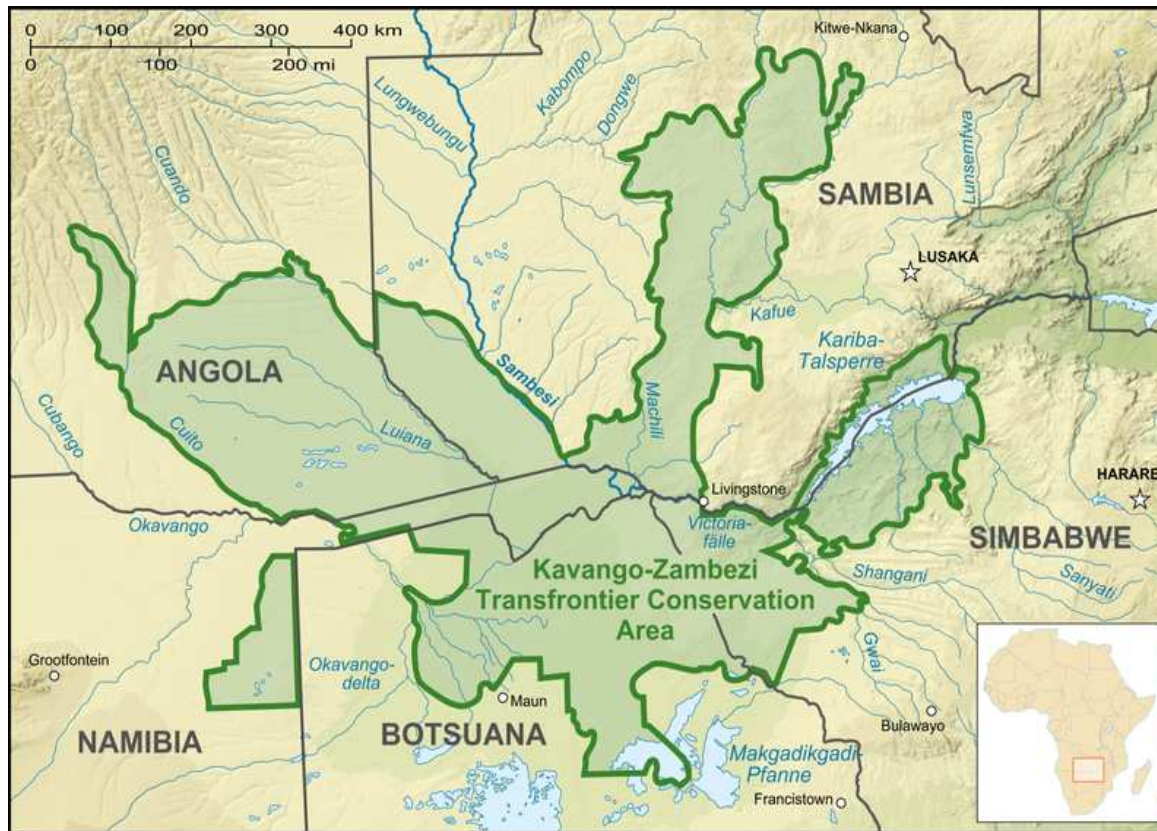 0 100 200 300 400 km
0 100 200 mi
Kitwe-Nkana
Lungwebungu
Kabompo
Dongwe
Cuando
Lunsemfwa
SAMBIA
LUSAKA
Kafue
Kariba-
Talsperre
ANGOLA
Sambesi
Machili
Cubango
Cuito
Luiana
HARARE
Livingstone
Okavango
Victoria-
fälle
SIMBABWE
Kavango-Zambezi
Transfrontier Conservation
Area
Shangani
Sanyati
Gwai
Grootfontein
Okavango-
delta
Maun
Bulawayo
NAMIBIA
BOTSUANA
Makgadikgadi-
Pfanne
Francistown